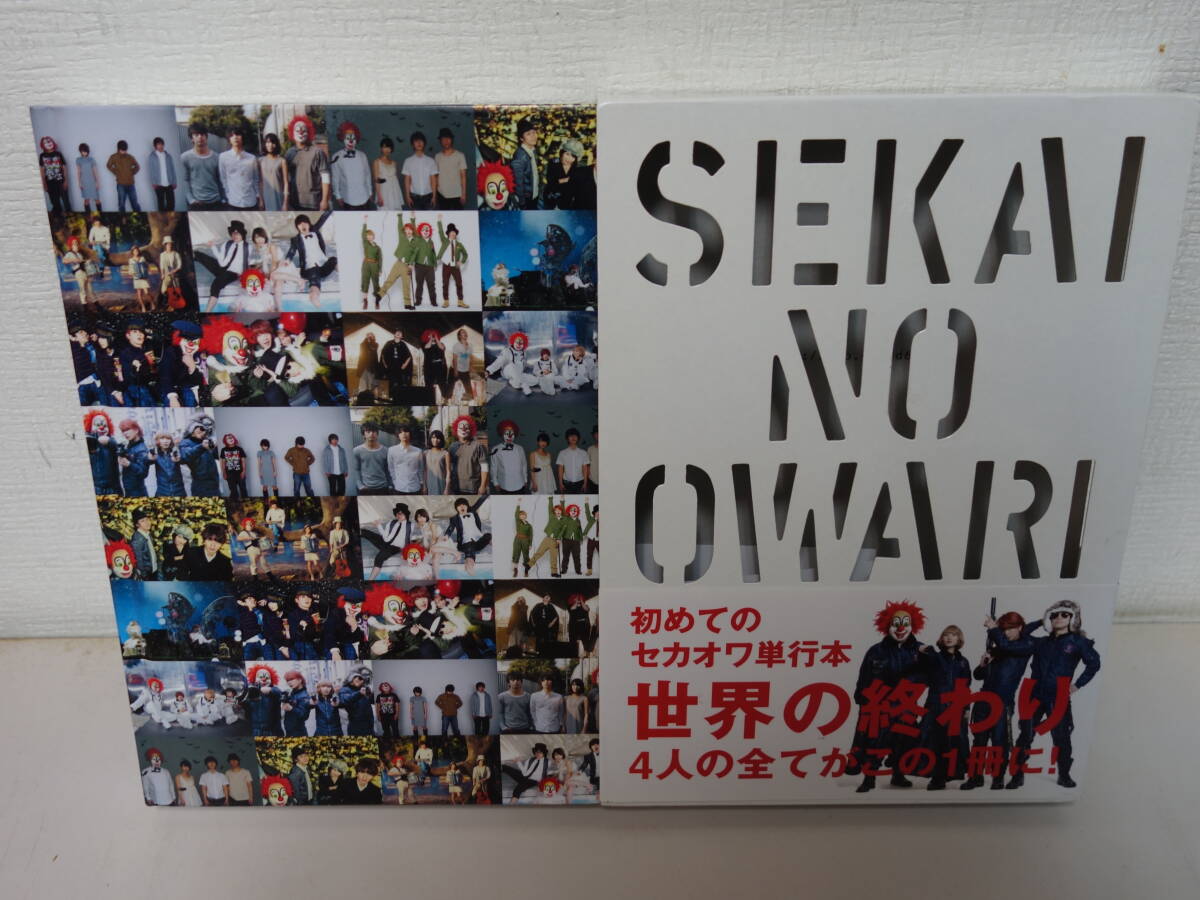 SEKAI
NO
OWARI
初めての
セカオワ単行本
世界の終わり
4人の全てがこの1冊に!